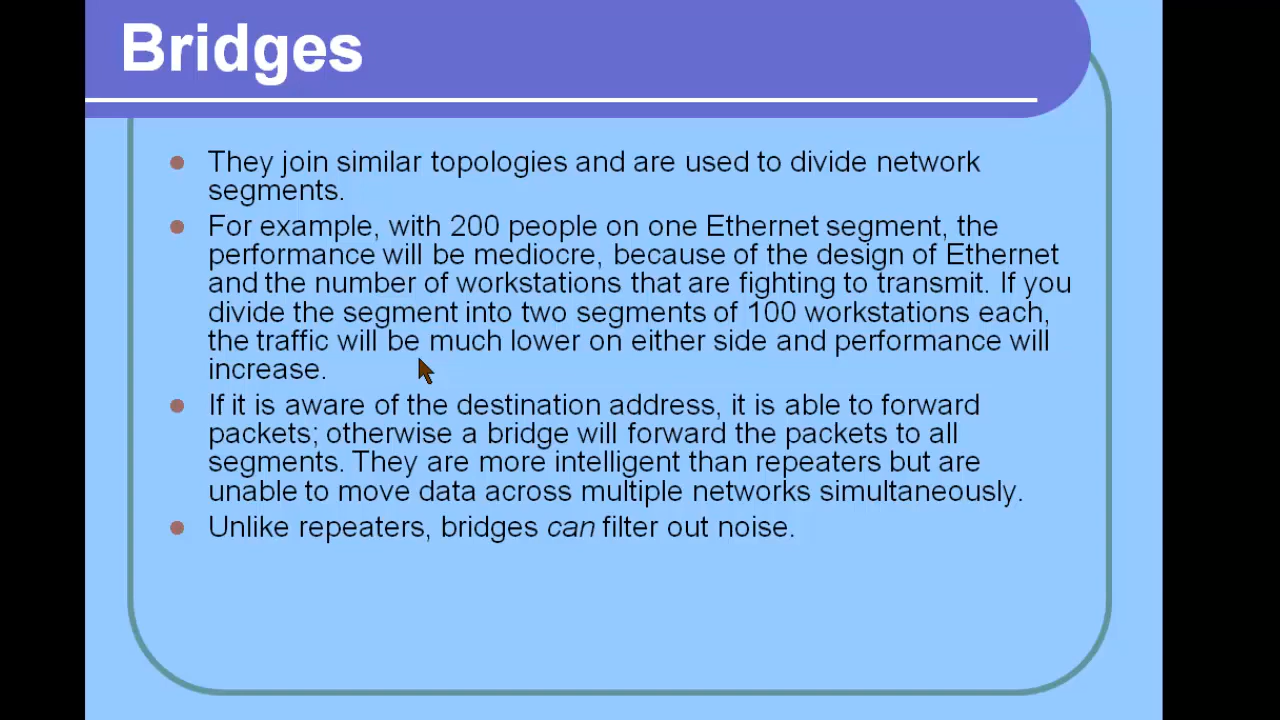 Bridges
They join similar topologies and are used to divide network
segments.
For example, with 200 people on one Ethernet segment, the
performance will be mediocre, because of the design of Ethernet
and the number of workstations that are fighting to transmit. If you
divide the segment into two segments of 100 workstations each,
the traffic will be much lower on either side and performance will
increase.
If it is aware of the destination address, it is able to forward
packets; otherwise a bridge will forward the packets to all
segments. They are more intelligent than repeaters but are
unable to move data across multiple networks simultaneously.
Unlike repeaters, bridges can filter out noise.